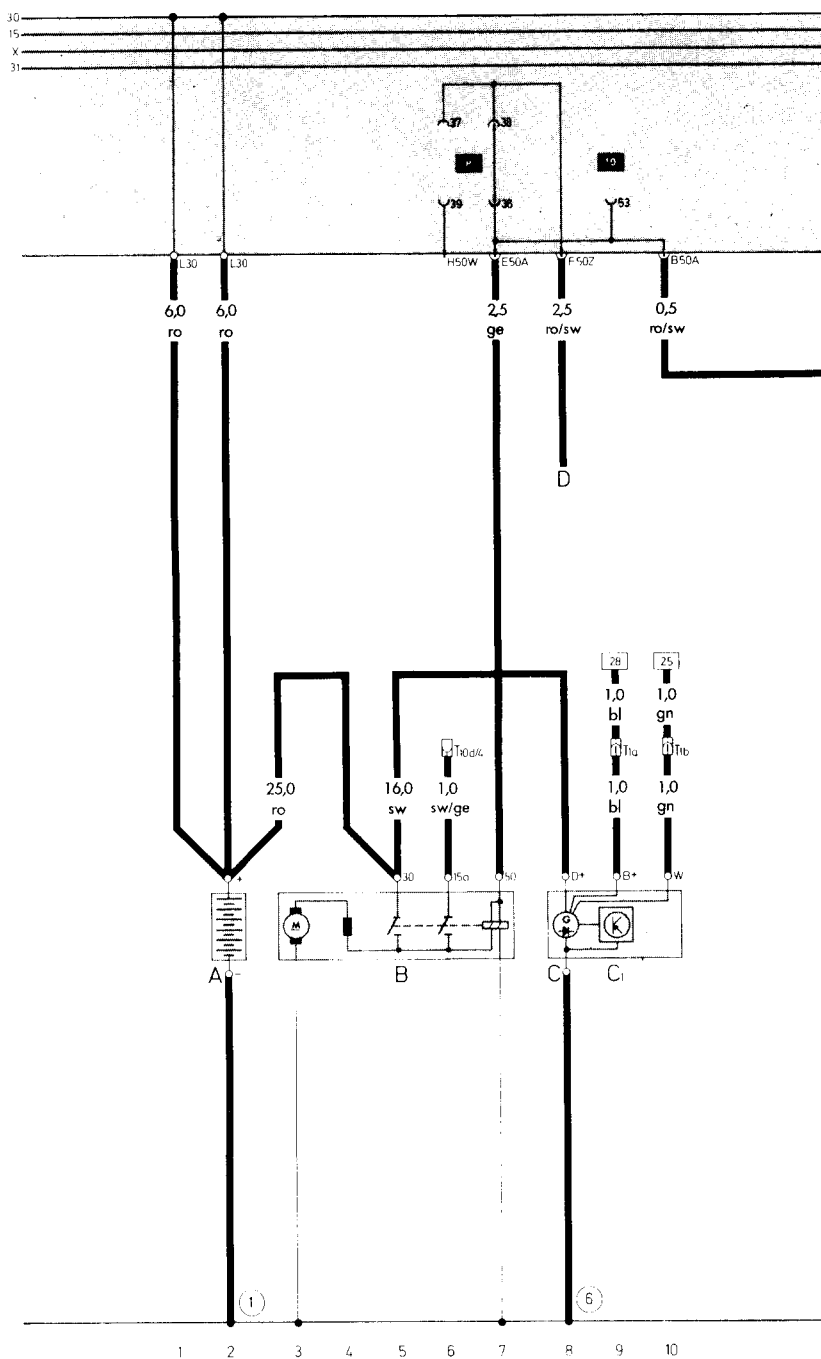 30
15
X
31
37 38
10
39 36 53
L30 L30 H50W E50A F50Z B50A
6,0 6,0 2,5 2,5 0,5
ro ro ge ro/sw ro/sw
D
28 25
1,0 1,0
bl gn
T10d/4 T1a T1b
25,0 16,0 1,0 1,0 1,0
ro sw sw/ge bl gn
+ 30 15a 50 D+ B+ W
M G
A - B C C1
1 6
1 2 3 4 5 6 7 8 9 10